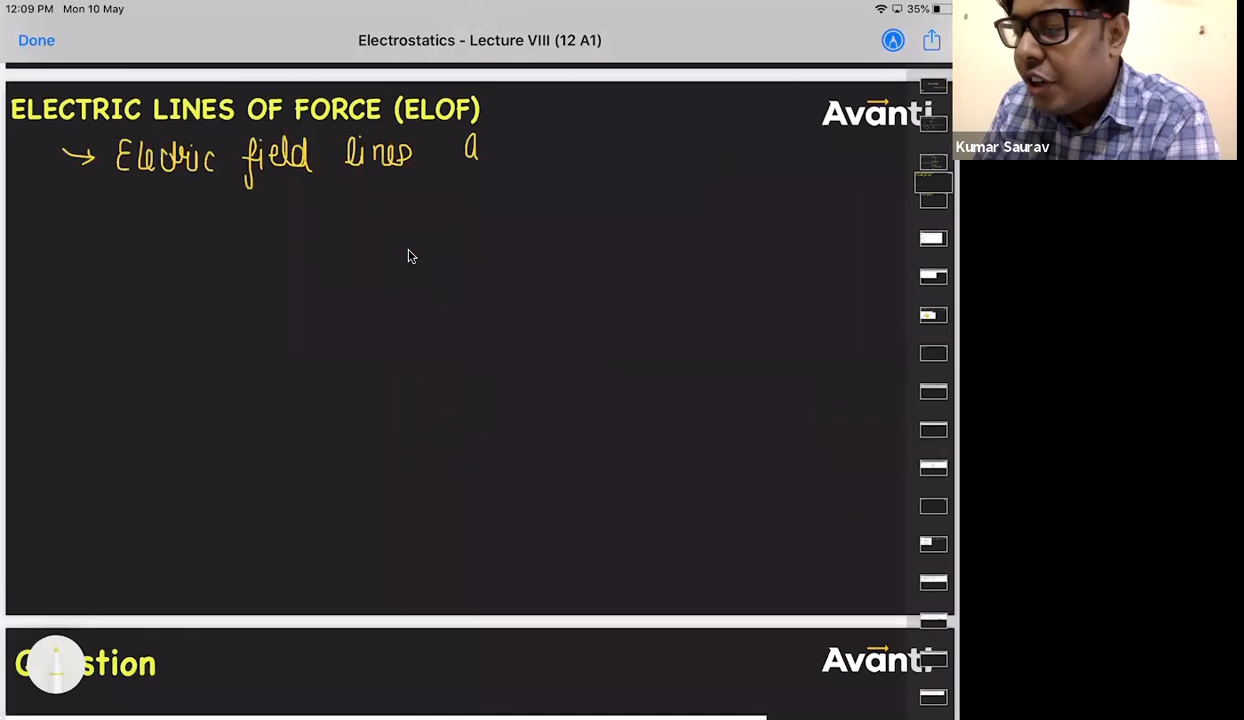 12:09 PM Mon 10 May
35%
Done
Electrostatics - Lecture VIII (12 A1)
ELECTRIC LINES OF FORCE (ELOF)
Avanti
Kumar Saurav
→ Electric field lines a
Question
Avanti